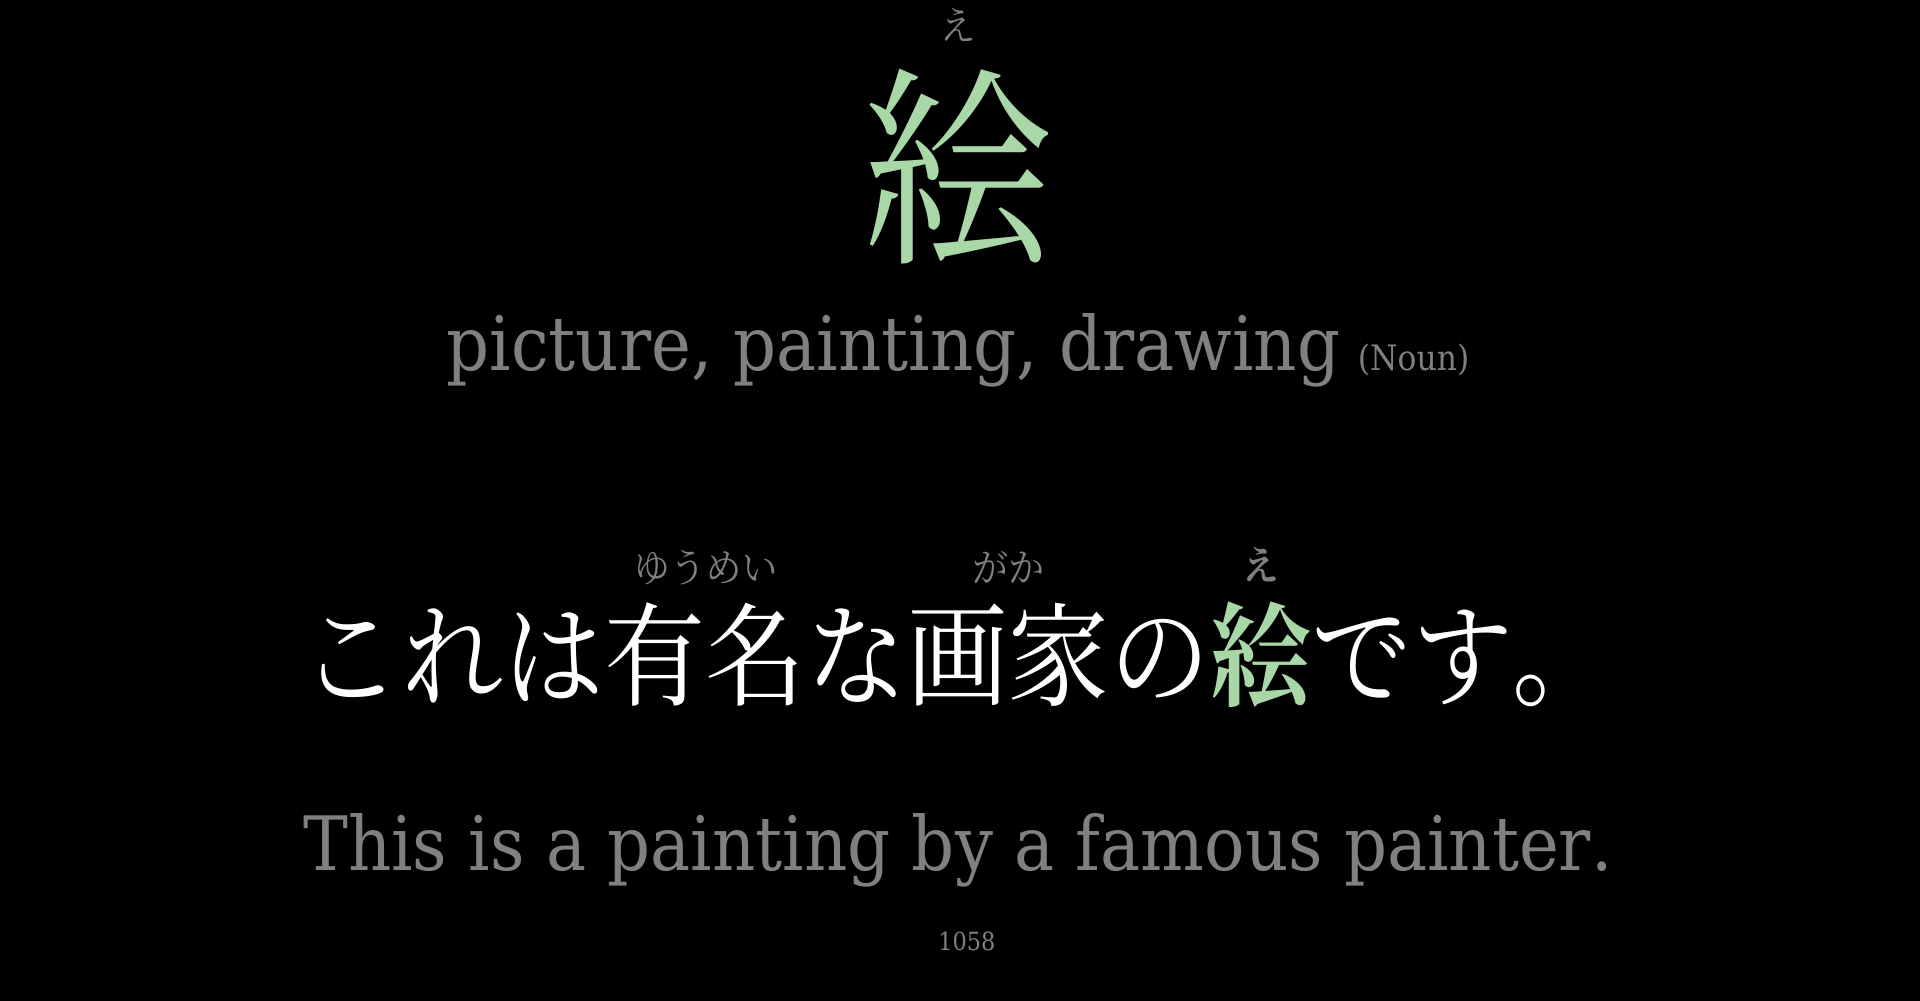 え
絵
picture, painting, drawing (Noun)
ゆうめい がか え
これは有名な画家の絵です。
This is a painting by a famous painter.
1058